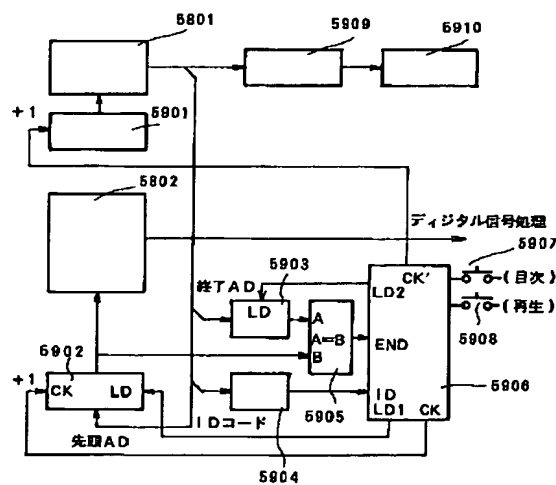 5801
5909
5910
+1
5901
5802
ディジタル信号処理
5907
CK'
(目次)
終了AD
5903
LD2
(再生)
LD
A
A=B
B
END
5908
5902
+1
CK
LD
5905
ID
5906
IDコード
LD1
CK
先頭AD
5904